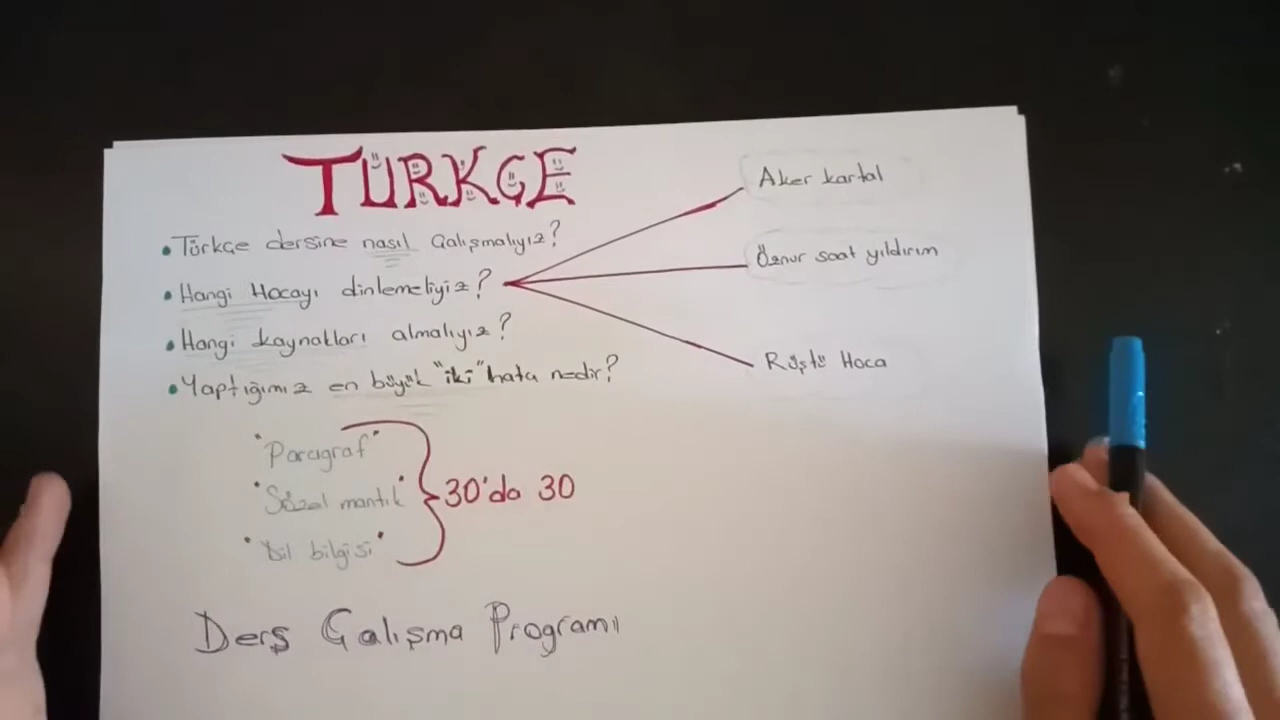 TÜRKÇE
• Türkçe dersine nasıl çalışmalıyız?
• Hangi Hocayı dinlemeliyiz?
• Hangi kaynakları almalıyız?
• Yaptığımız en büyük "iki" hata nedir?
Aker kartal
Öznur saat yıldırım
Rüştü Hoca
"Paragraf"
"Sözel mantık"
"Dil bilgisi"
30'da 30
Ders Çalışma Programı